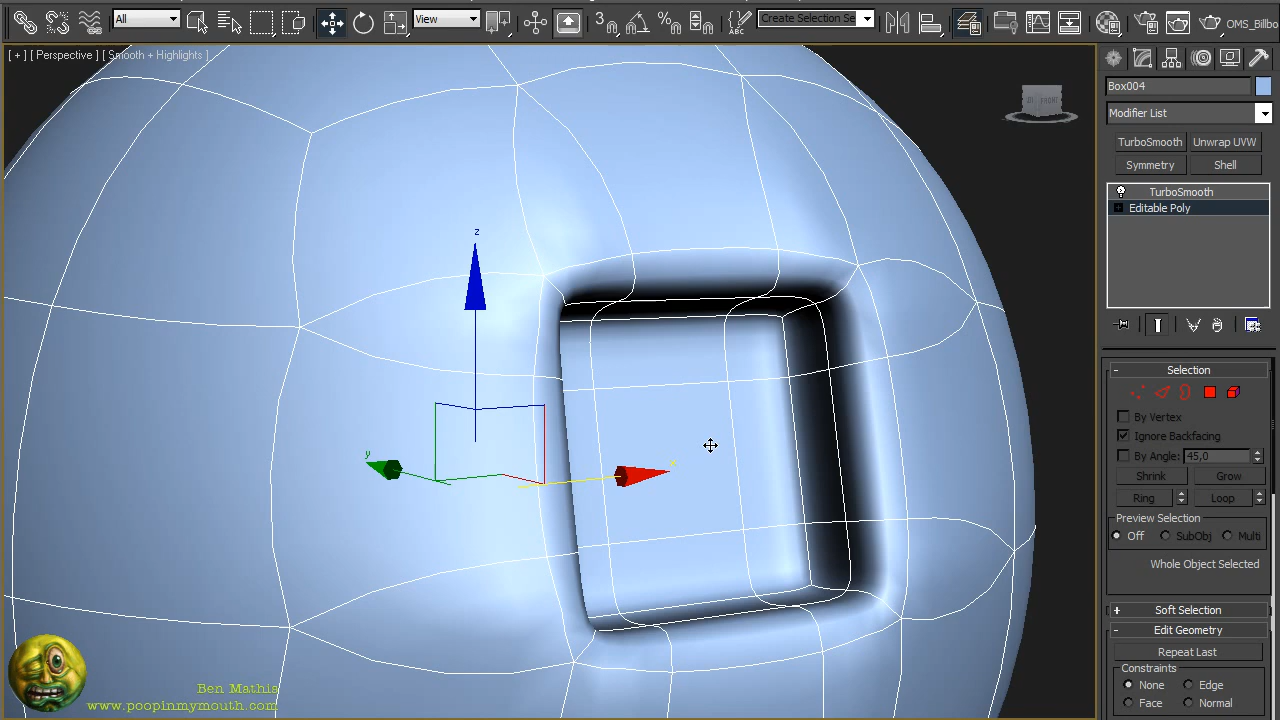 All
View
3
ABC
Create Selection Se
OMS_Billbo
[ + ] [ Perspective ] [ Smooth + Highlights ]
FRONT
Box004
Modifier List
TurboSmooth
Unwrap UVW
Symmetry
Shell
TurboSmooth
Editable Poly
z
y
x
- Selection
By Vertex
Ignore Backfacing
By Angle: 45,0
Shrink
Grow
Ring
Loop
Preview Selection
Off
SubObj
Multi
Whole Object Selected
+ Soft Selection
- Edit Geometry
Repeat Last
Constraints
None
Edge
Face
Normal
Ben Mathis
www.poopinmymouth.com